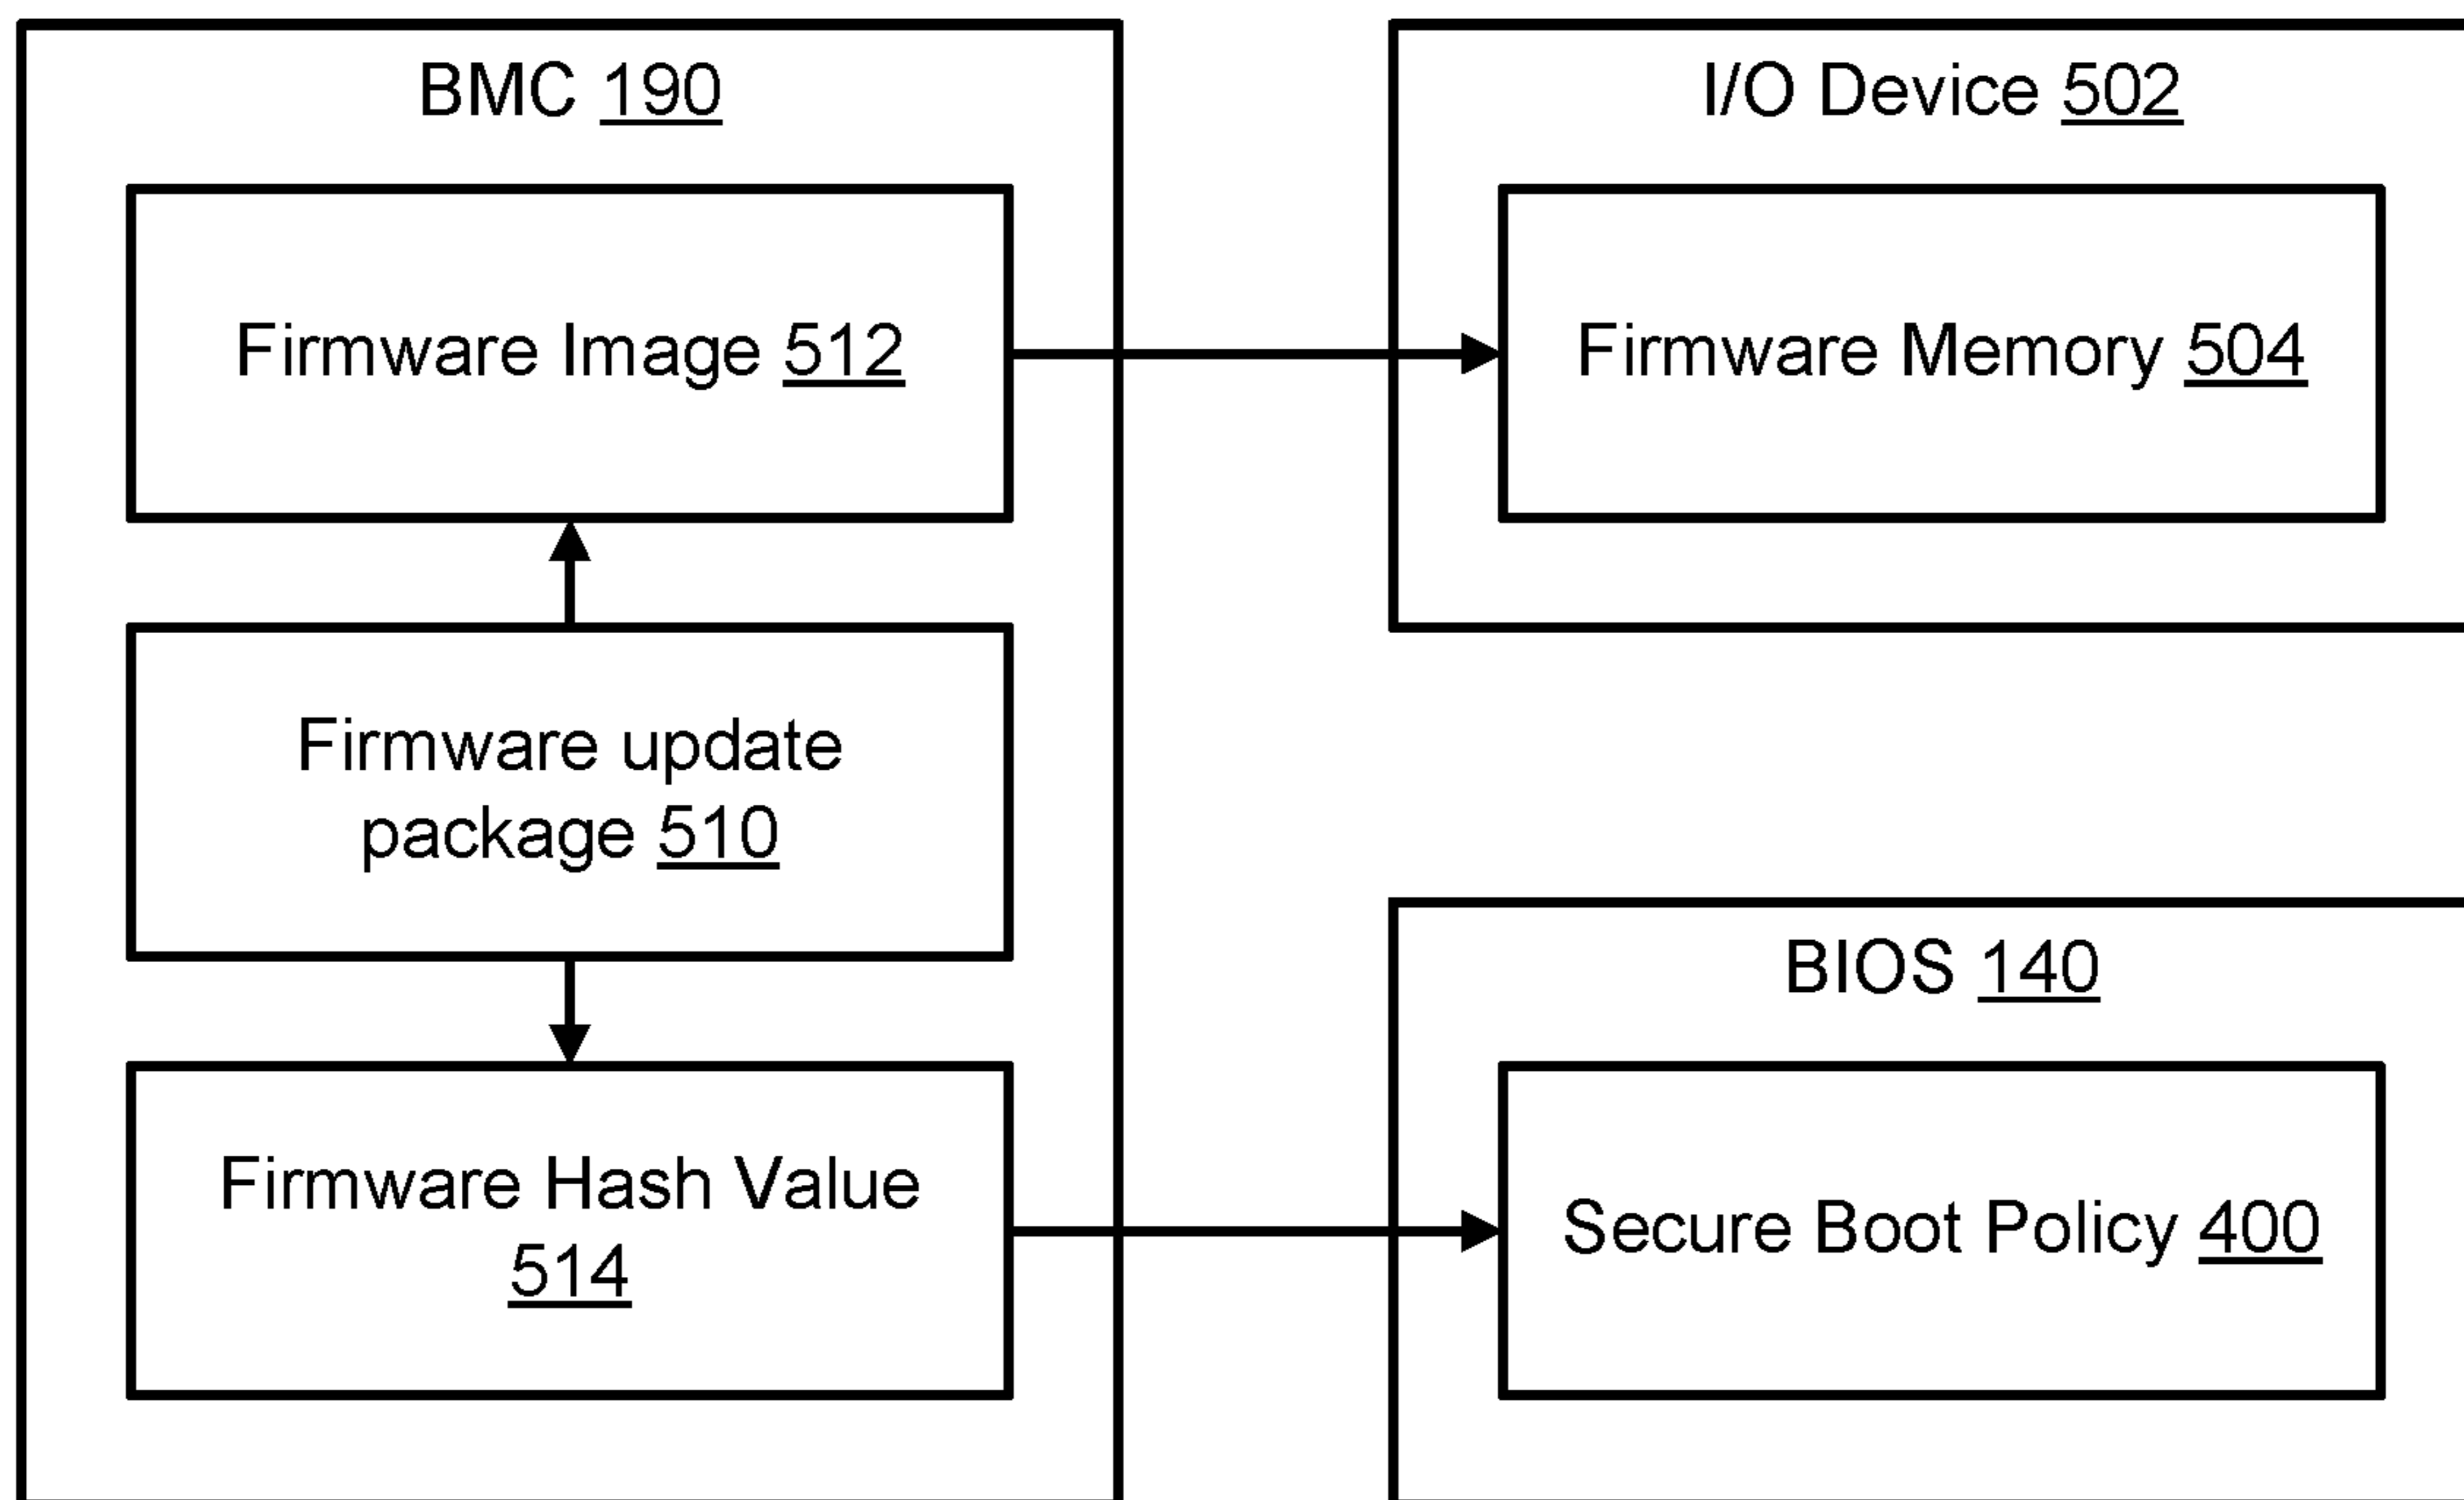 BMC 190
Firmware Image 512
Firmware update
package 510
Firmware Hash Value
514
I/O Device 502
Firmware Memory 504
BIOS 140
Secure Boot Policy 400